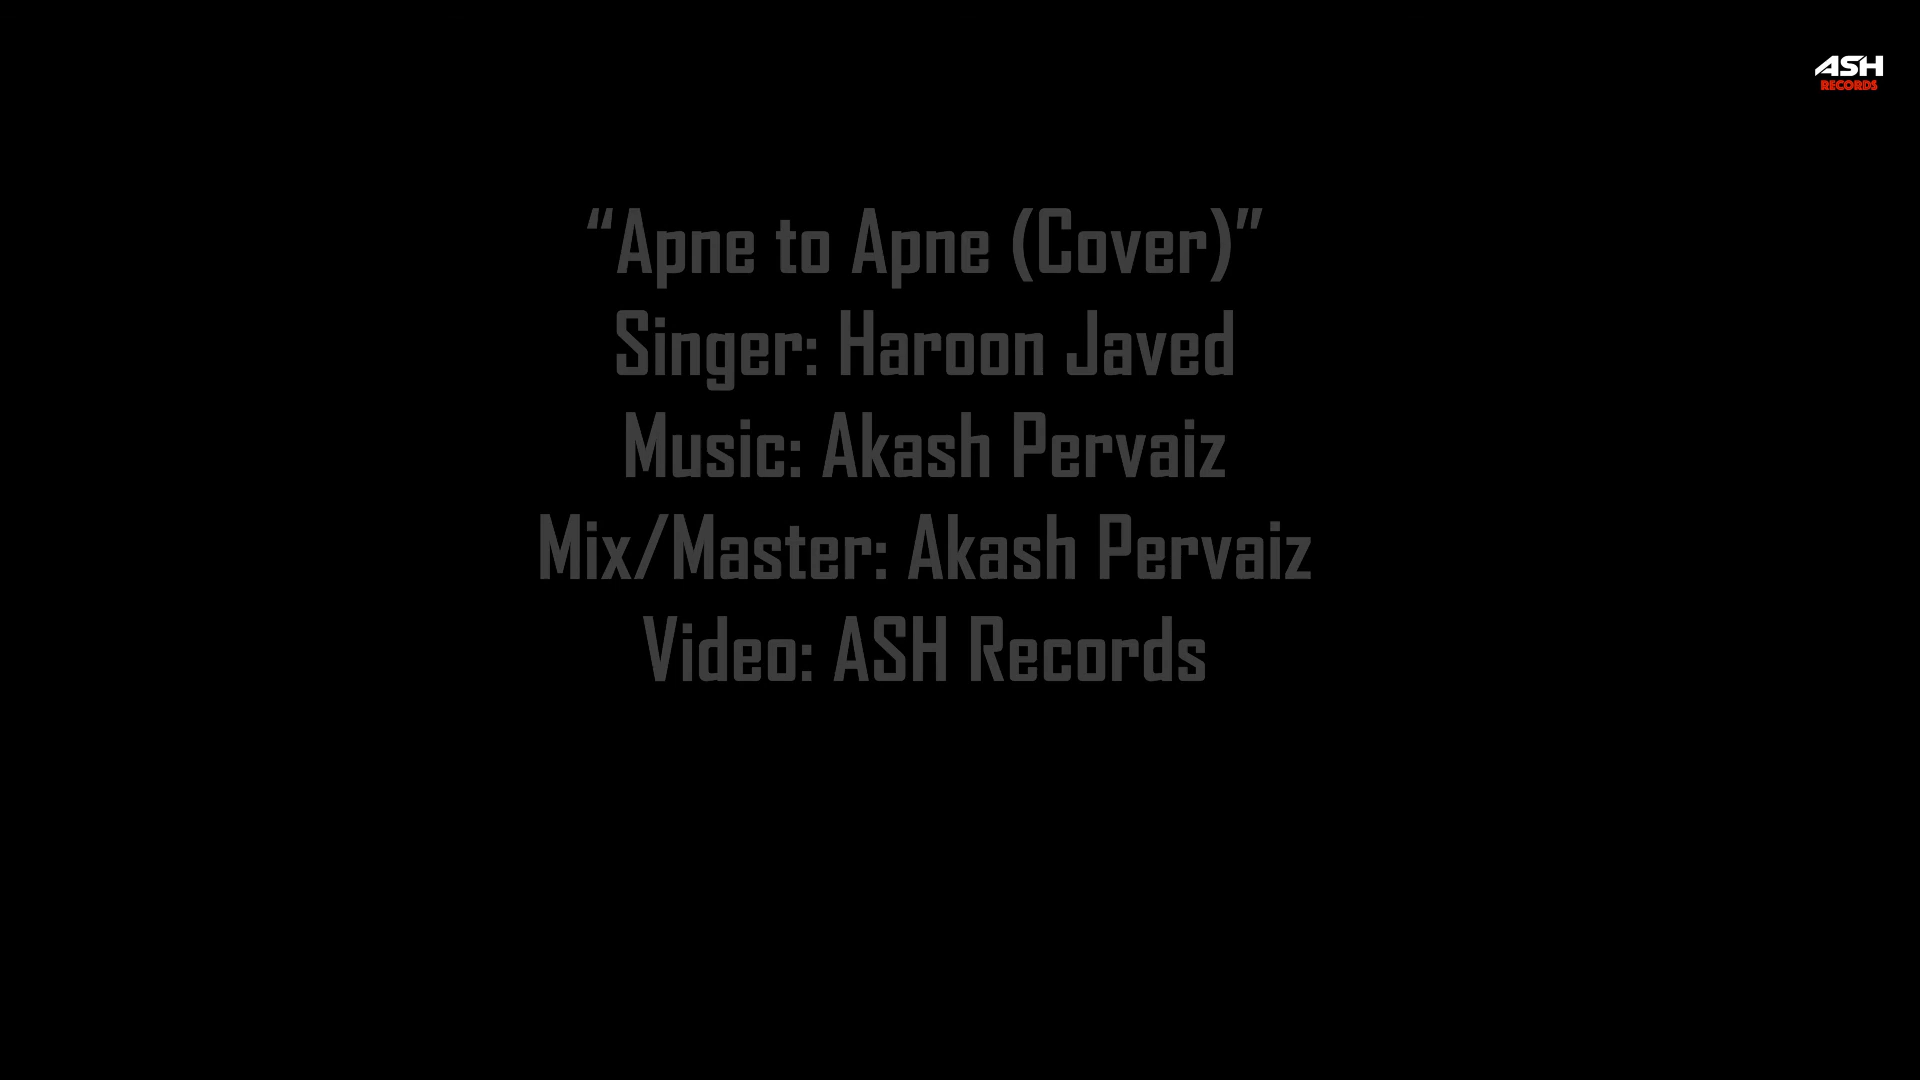 ASH
RECORDS
“Apne to Apne (Cover)”
Singer: Haroon Javed
Music: Akash Pervaiz
Mix/Master: Akash Pervaiz
Video: ASH Records